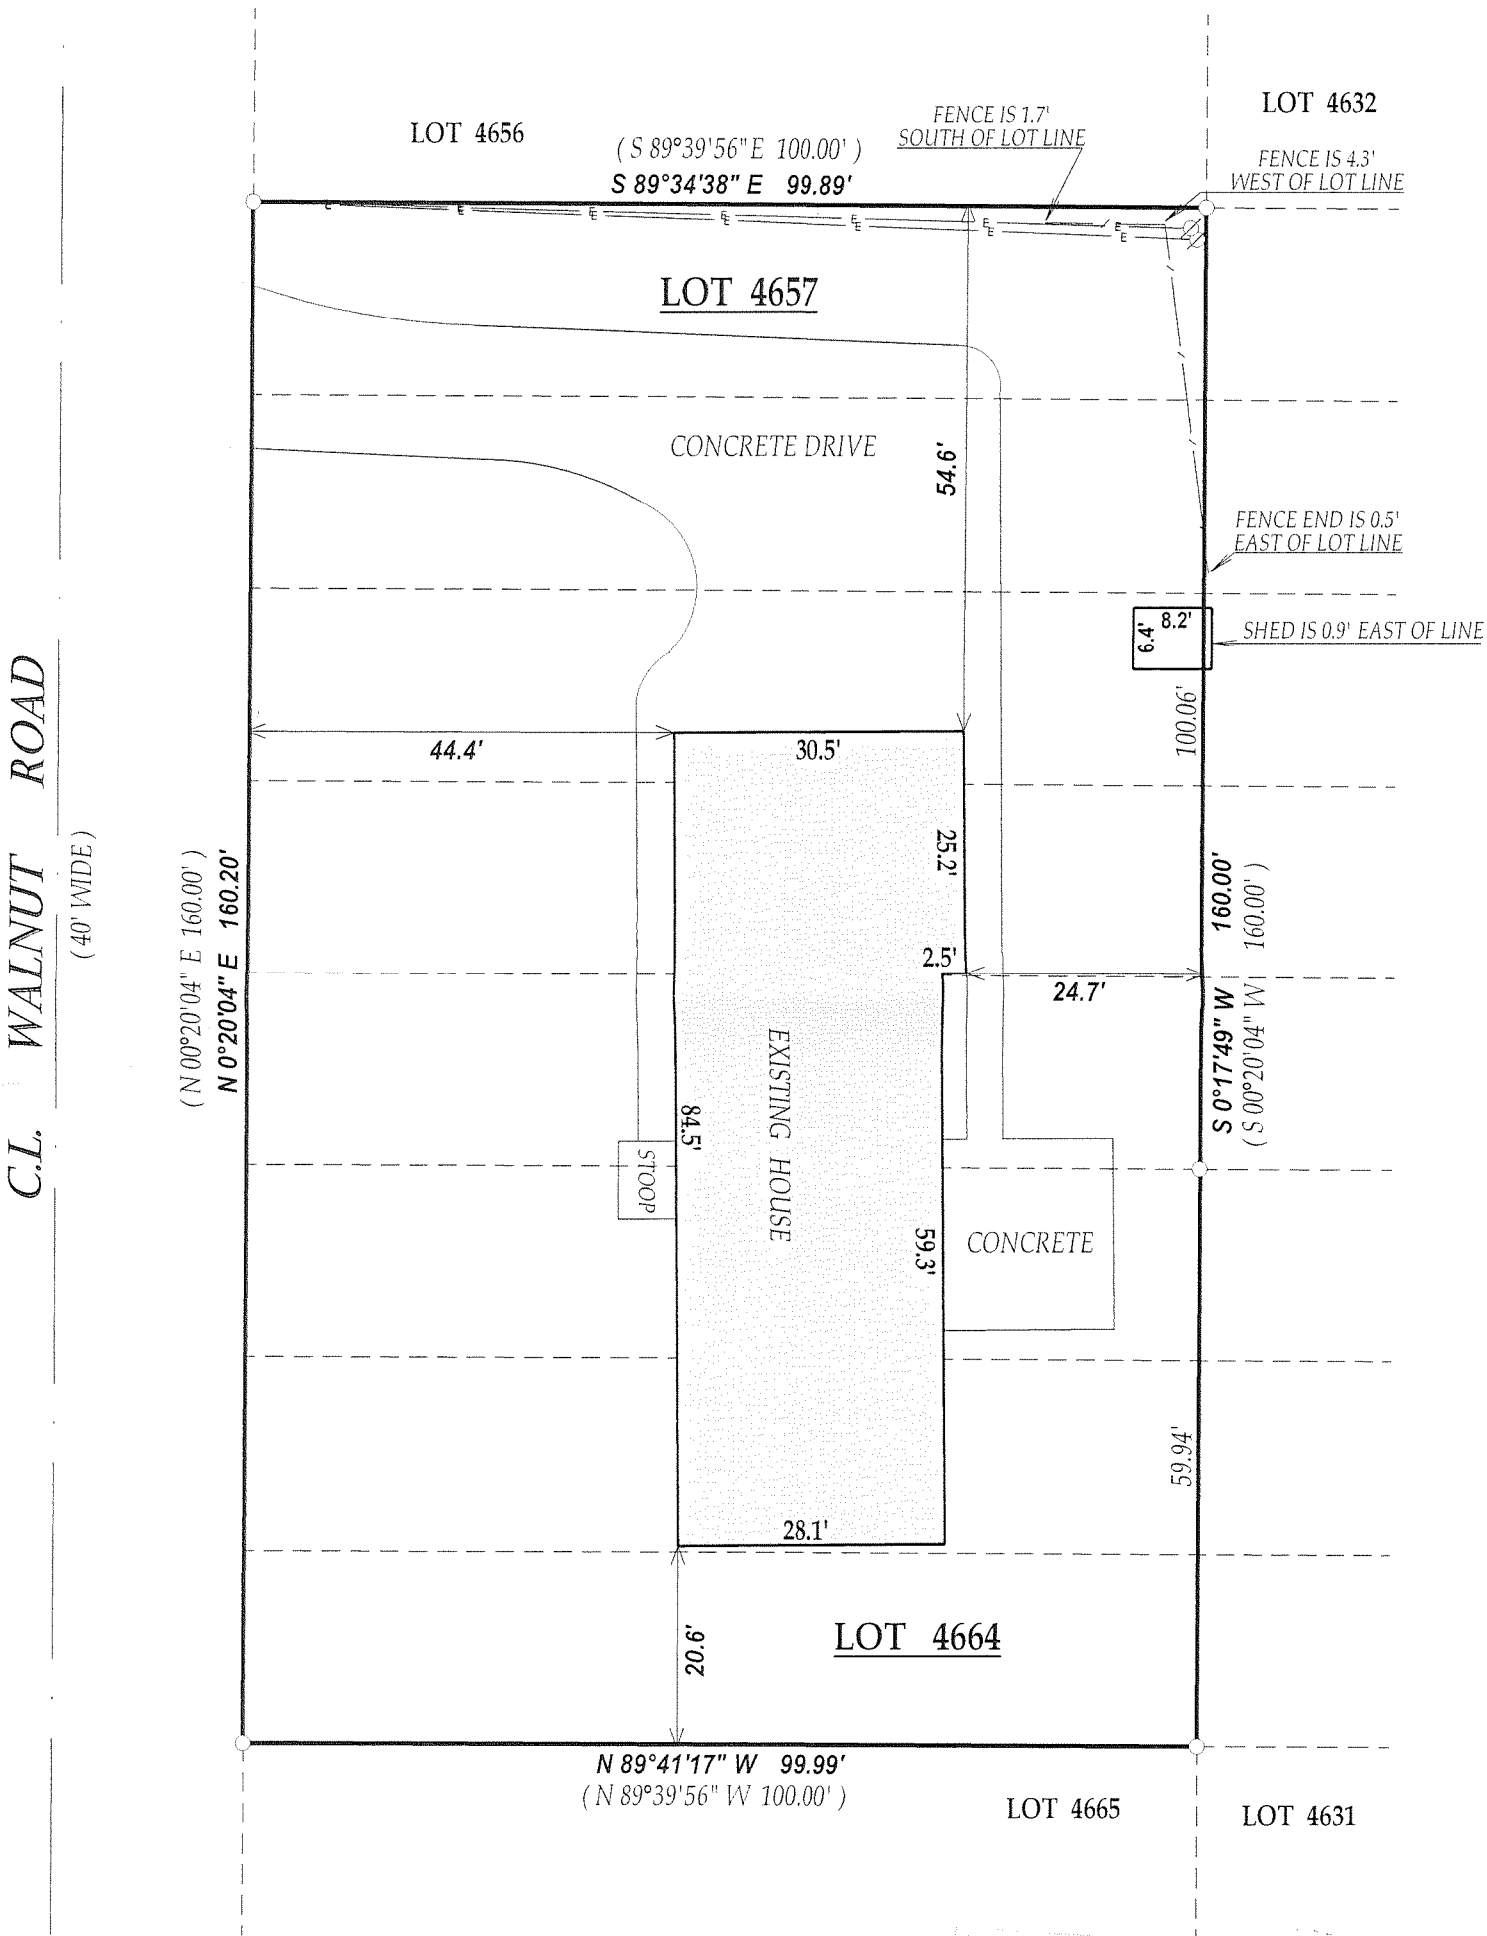 LOT 4656
LOT 4632
FENCE IS 1.7'
SOUTH OF LOT LINE
( S 89°39'56" E 100.00' )
S 89°34'38" E 99.89'
FENCE IS 4.3'
WEST OF LOT LINE
E E E E E E E
E E E E E E
LOT 4657
CONCRETE DRIVE
54.6'
FENCE END IS 0.5'
EAST OF LOT LINE
8.2'
6.4'
SHED IS 0.9' EAST OF LINE
100.06'
44.4'
30.5'
25.2'
2.5'
24.7'
C.L. WALNUT ROAD
( 40' WIDE )
( N 00°20'04" E 160.00' )
N 0°20'04" E 160.20'
S 0°17'49" W 160.00'
( S 00°20'04" W 160.00' )
EXISTING HOUSE
84.5'
STOOP
59.3'
CONCRETE
59.94'
28.1'
20.6'
LOT 4664
N 89°41'17" W 99.99'
( N 89°39'56" W 100.00' )
LOT 4665
LOT 4631